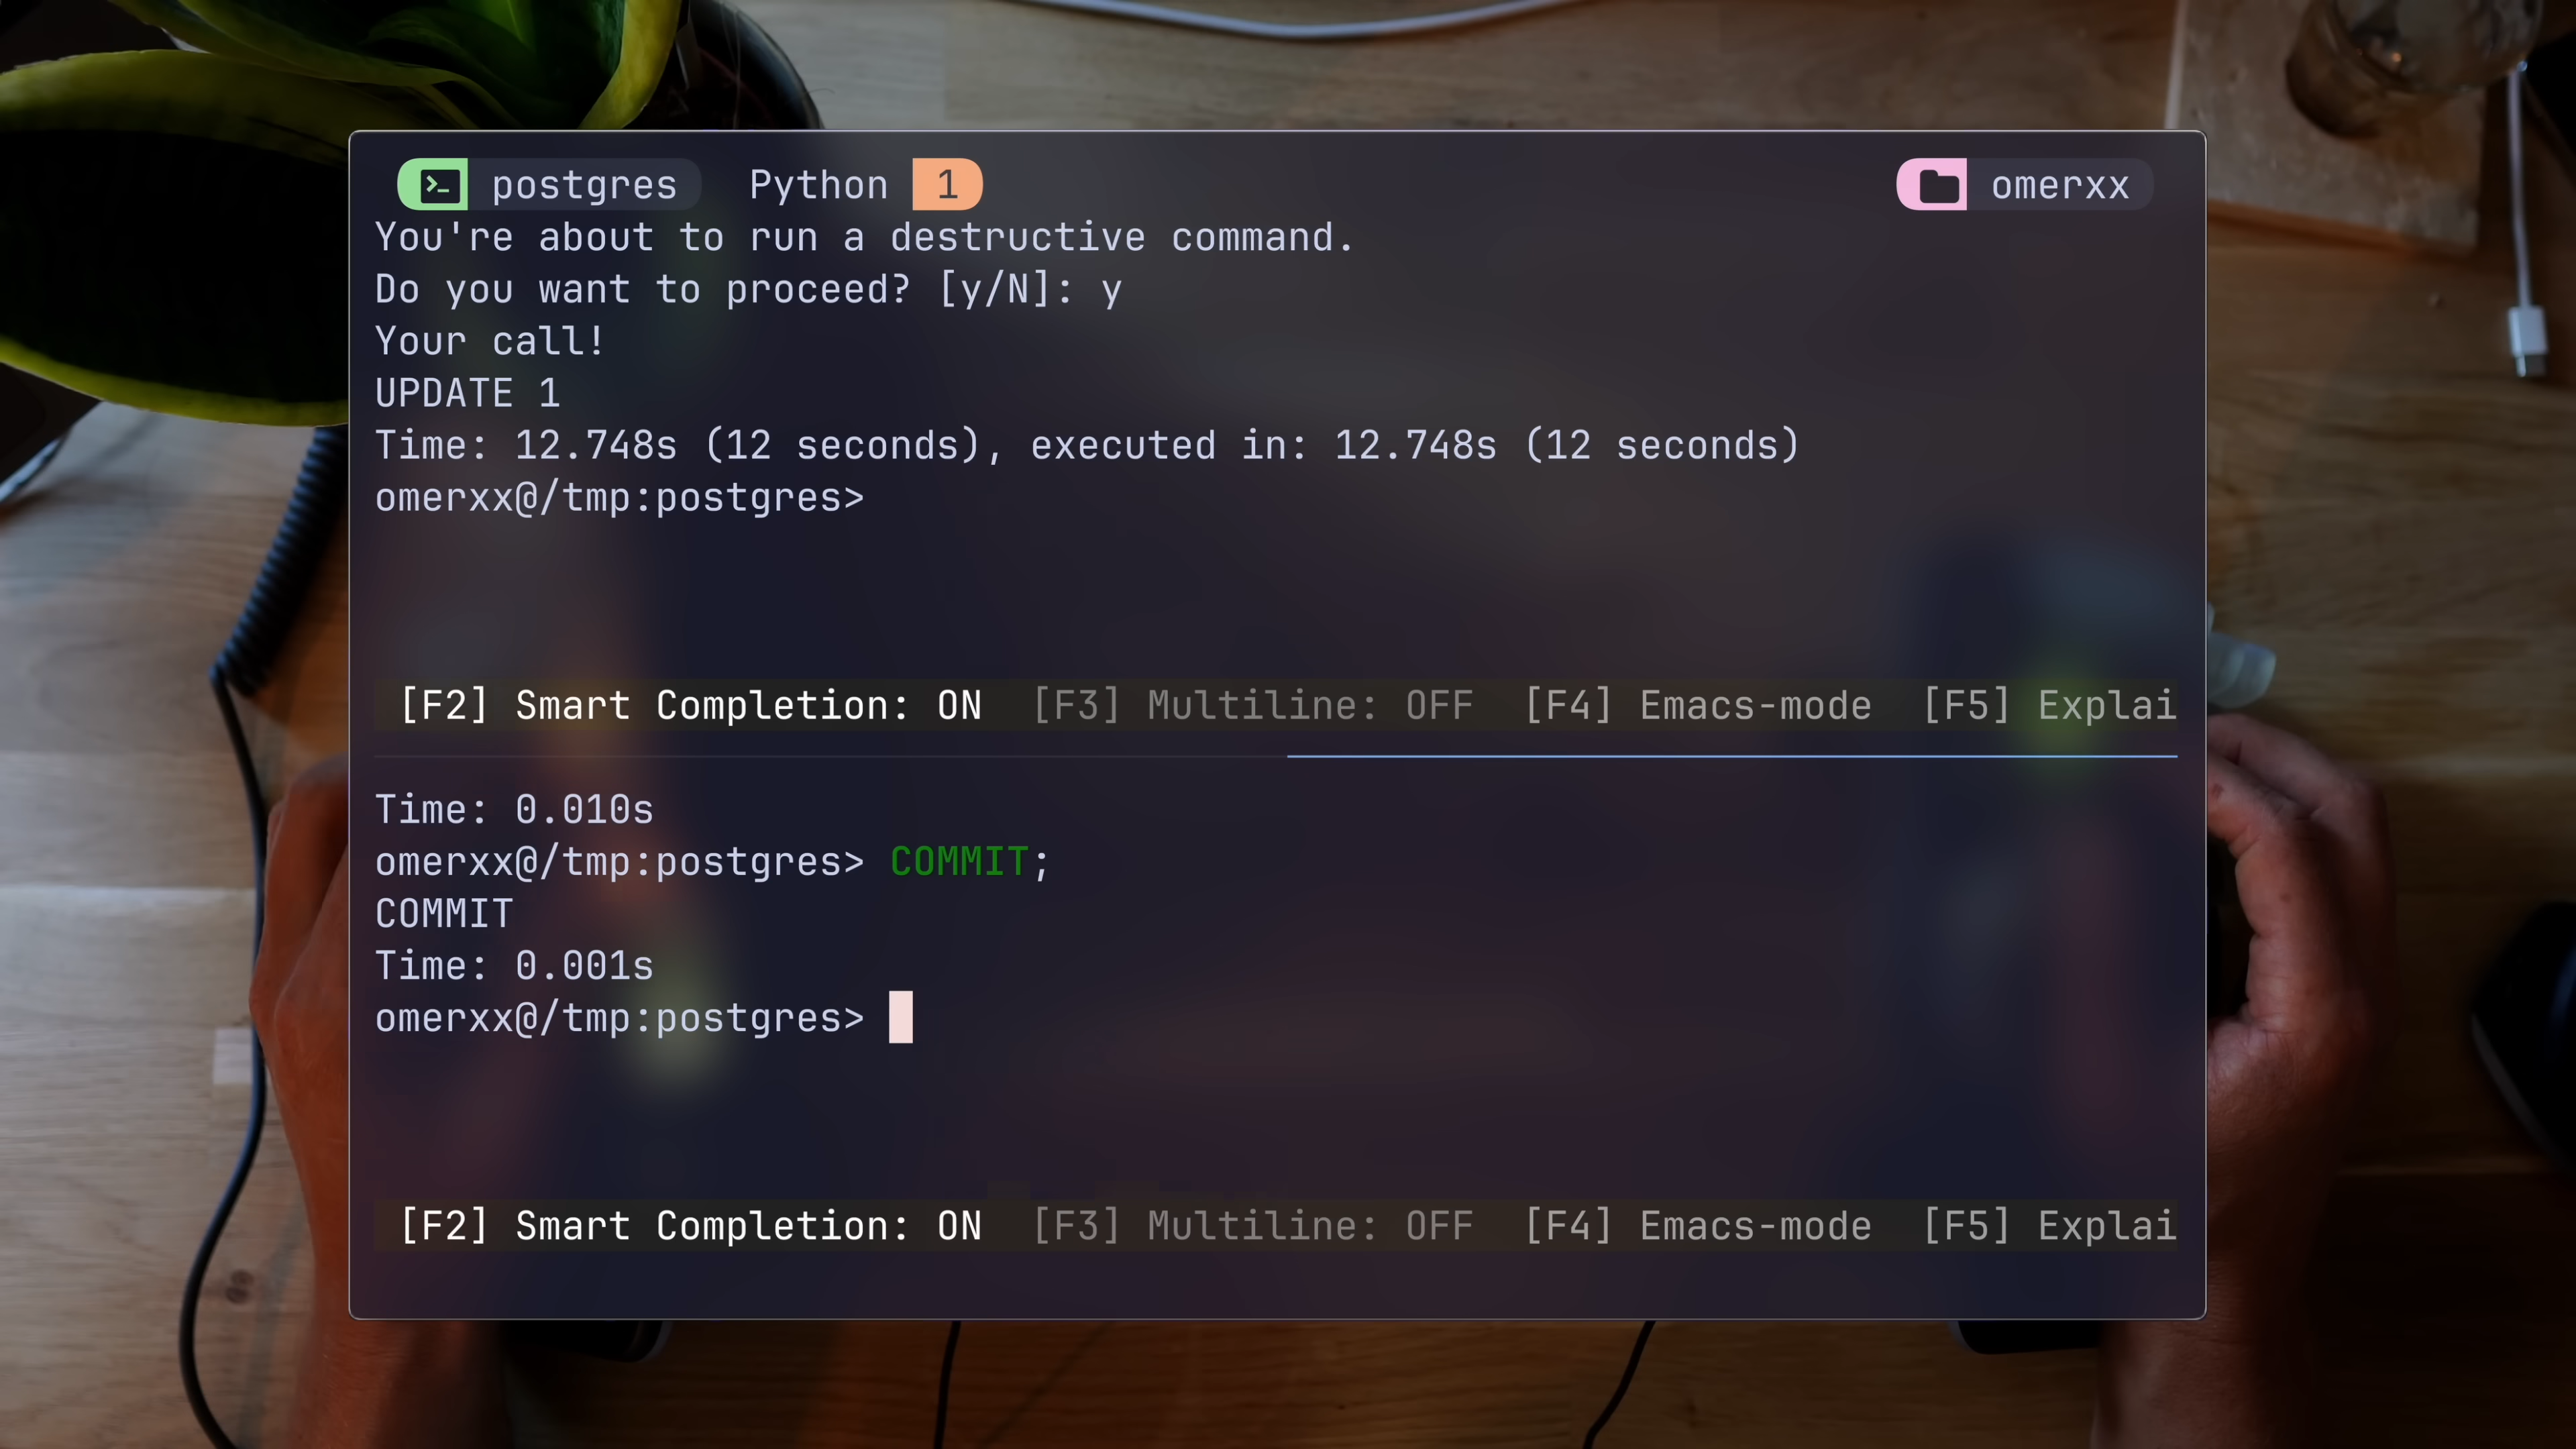 postgres Python 1 omerxx
You're about to run a destructive command.
Do you want to proceed? [y/N]: y
Your call!
UPDATE 1
Time: 12.748s (12 seconds), executed in: 12.748s (12 seconds)
omerxx@/tmp:postgres>
[F2] Smart Completion: ON [F3] Multiline: OFF [F4] Emacs-mode [F5] Explai
Time: 0.010s
omerxx@/tmp:postgres> COMMIT;
COMMIT
Time: 0.001s
omerxx@/tmp:postgres>
[F2] Smart Completion: ON [F3] Multiline: OFF [F4] Emacs-mode [F5] Explai